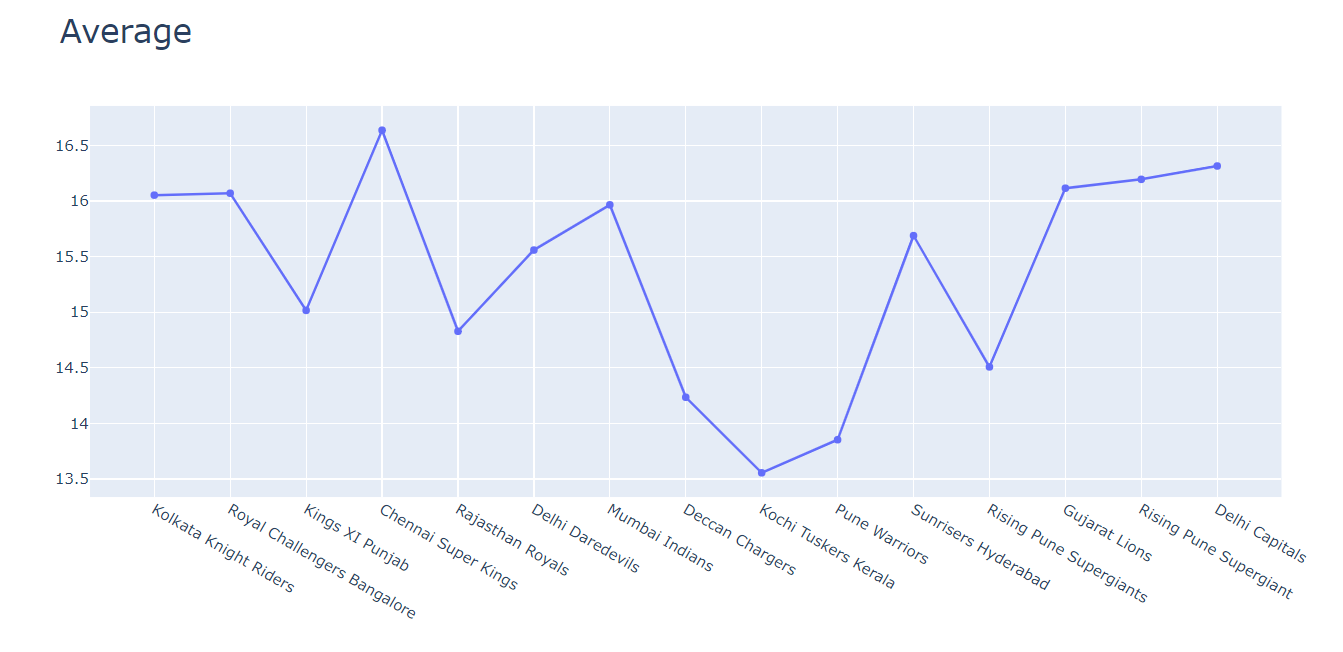 Average
16.5
16
15.5
15
14.5
14
13.5
Kolkata Knight Riders
Royal Challengers Bangalore
Kings XI Punjab
Chennai Super Kings
Rajasthan Royals
Delhi Daredevils
Mumbai Indians
Deccan Chargers
Kochi Tuskers Kerala
Pune Warriors
Sunrisers Hyderabad
Rising Pune Supergiants
Gujarat Lions
Rising Pune Supergiant
Delhi Capitals